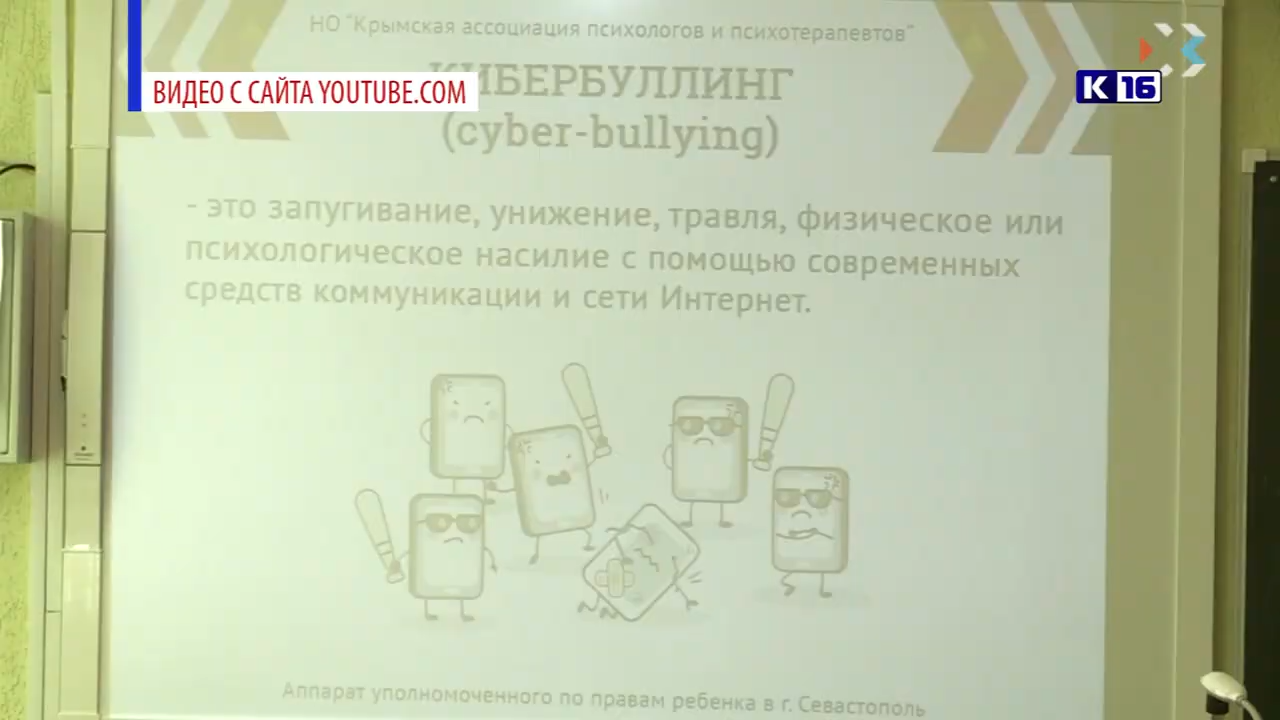 НО "Крымская ассоциация психологов и психотерапевтов"
КИБЕРБУЛЛИНГ
ВИДЕО С САЙТА YOUTUBE.COM
К 16
(cyber-bullying)
- это запугивание, унижение, травля, физическое или
психологическое насилие с помощью современных
средств коммуникации и сети Интернет.
Аппарат уполномоченного по правам ребенка в г. Севастополь